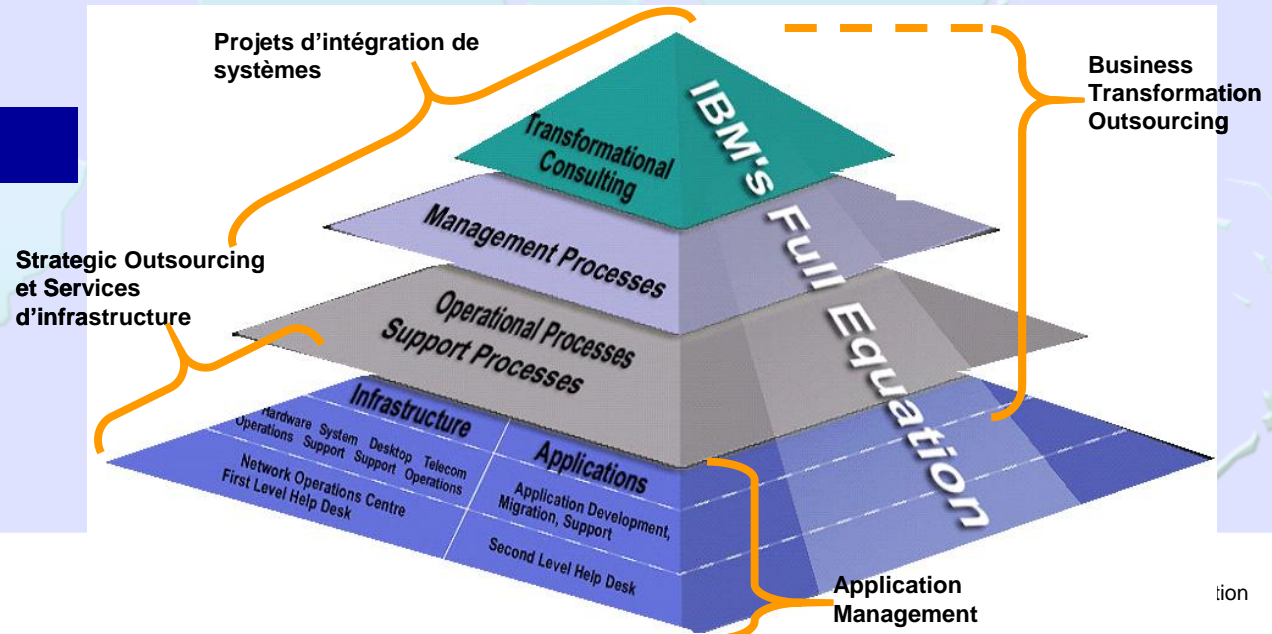 Projets d'intégration de
systèmes
Business
Transformation
Outsourcing
IBM's Full Equation
Transformational
Consulting
Management Processes
Strategic Outsourcing
et Services
d'infrastructure
Operational Processes
Support Processes
Infrastructure
Hardware System Desktop Telecom
Operations Support Support Operations
Network Operations Centre
First Level Help Desk
Applications
Application Development,
Migration, Support
Second Level Help Desk
Application
Management